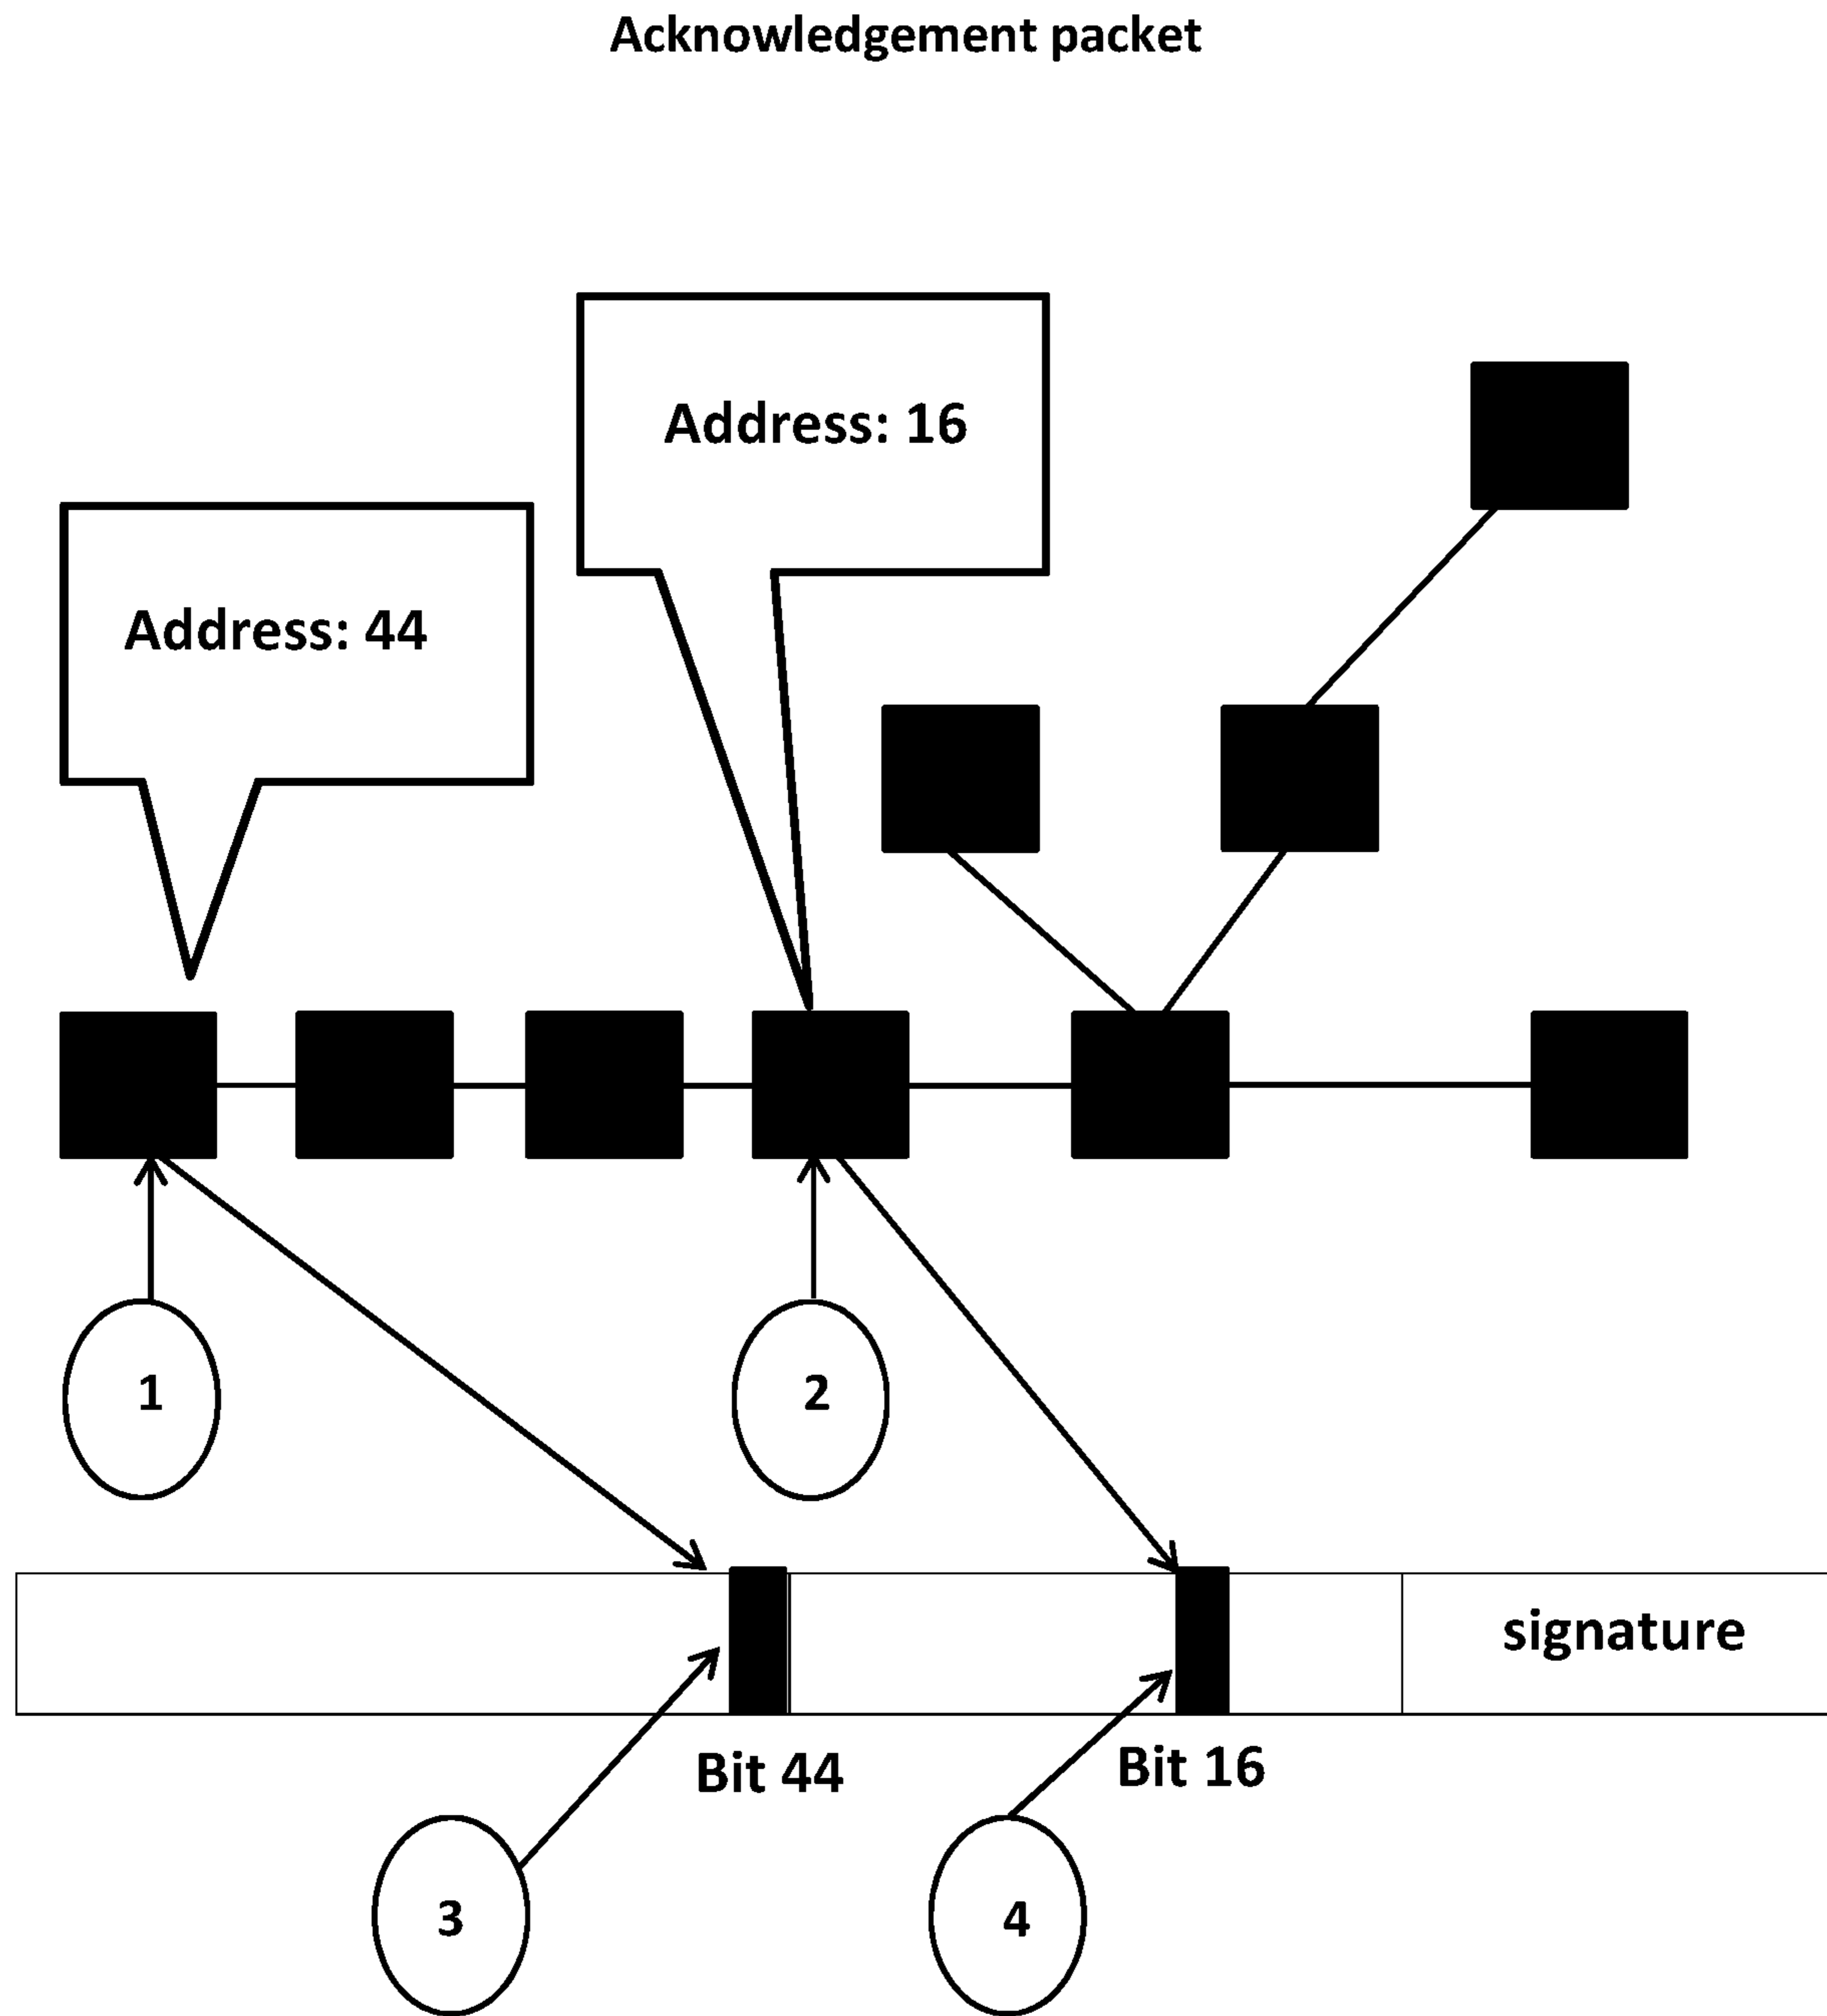 Acknowledgement packet
Address: 16
Address: 44
1
2
signature
Bit 44
Bit 16
3
4